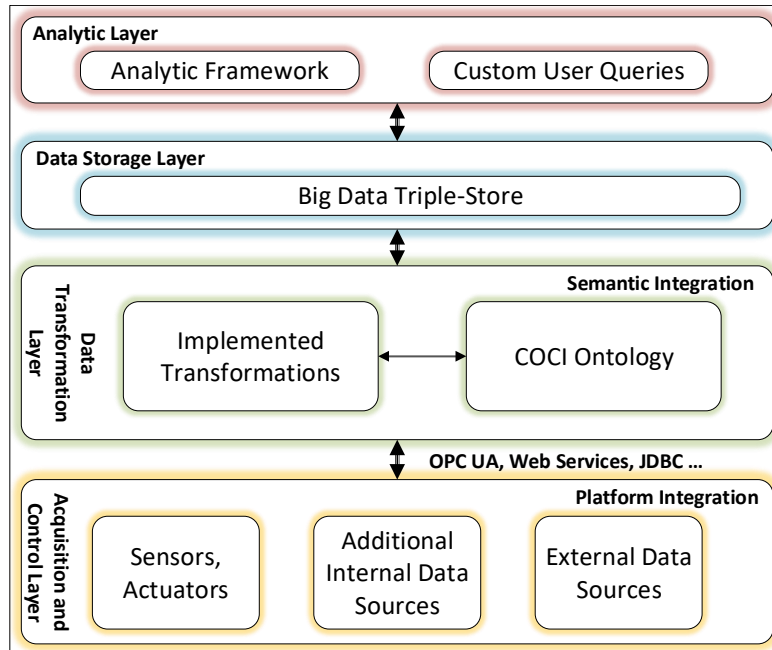 Analytic Layer
Analytic Framework
Custom User Queries
Data Storage Layer
Big Data Triple-Store
Data
Transformation
Layer
Semantic Integration
Implemented
Transformations
COCI Ontology
OPC UA, Web Services, JDBC ...
Acquisition and
Control Layer
Platform Integration
Sensors,
Actuators
Additional
Internal Data
Sources
External Data
Sources